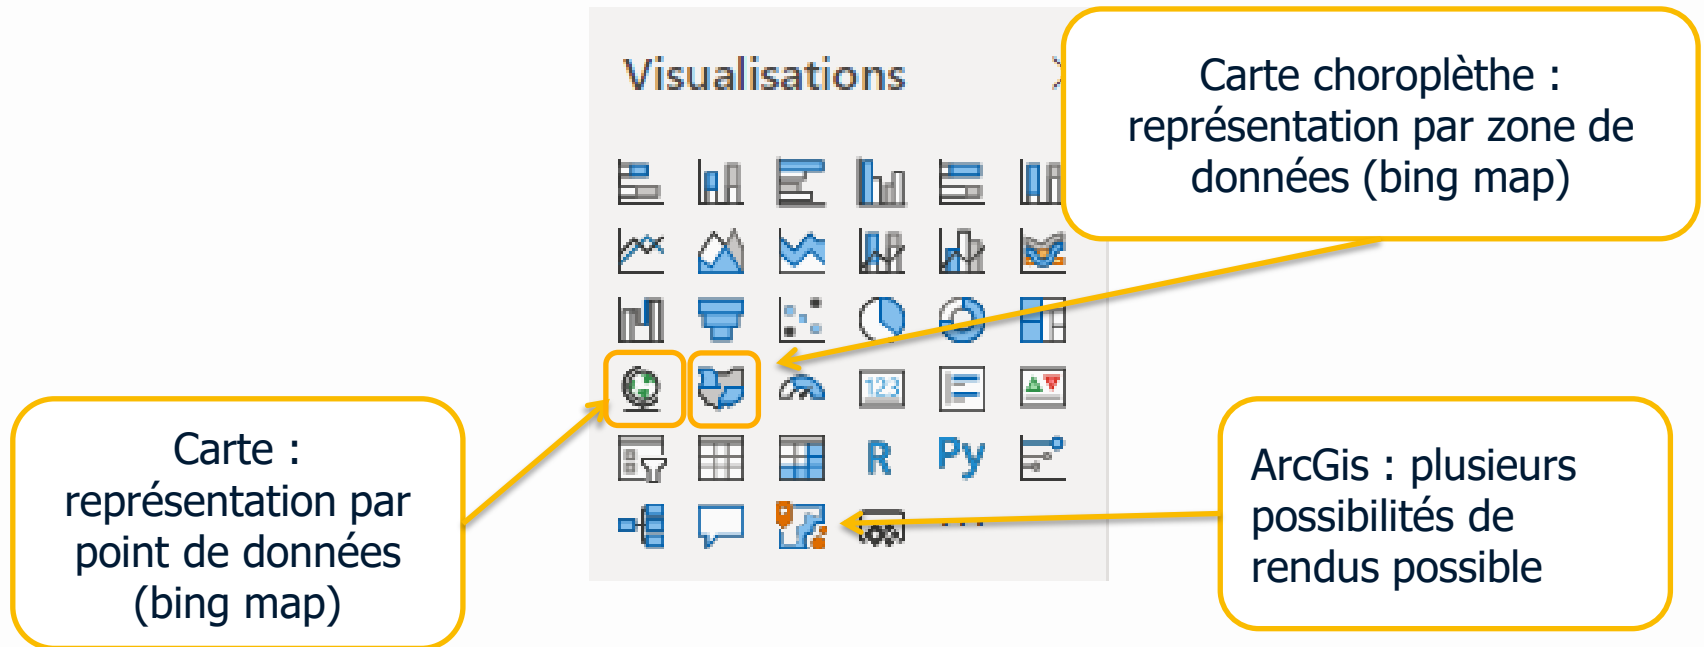 Visualisations
Carte choroplèthe :
représentation par zone de
données (bing map)
123
R
Py
Carte :
représentation par
point de données
(bing map)
ArcGis : plusieurs
possibilités de
rendus possible